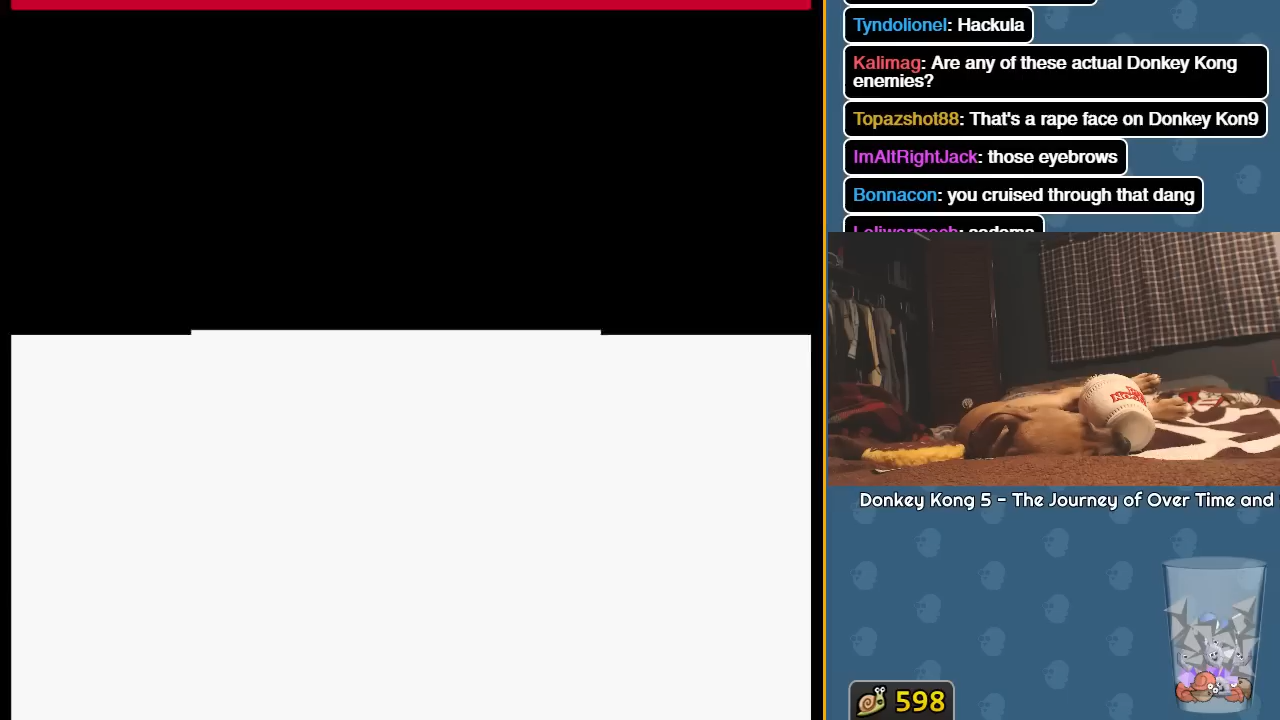 Tyndolionel: Hackula
Kalimag: Are any of these actual Donkey Kong
enemies?
Topazshot88: That's a rape face on Donkey Kon9
ImAltRightJack: those eyebrows
Bonnacon: you cruised through that dang
Donkey Kong 5 - The Journey of Over Time and
598